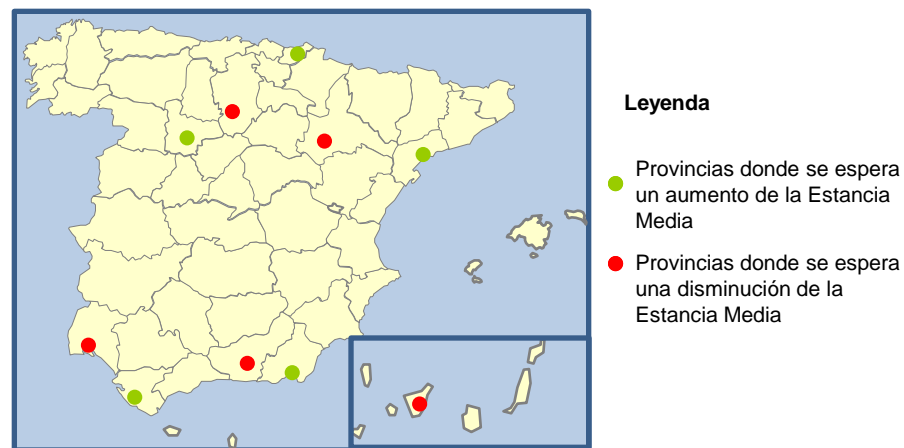 Leyenda
Provincias donde se espera
un aumento de la Estancia
Media
Provincias donde se espera
una disminución de la
Estancia Media